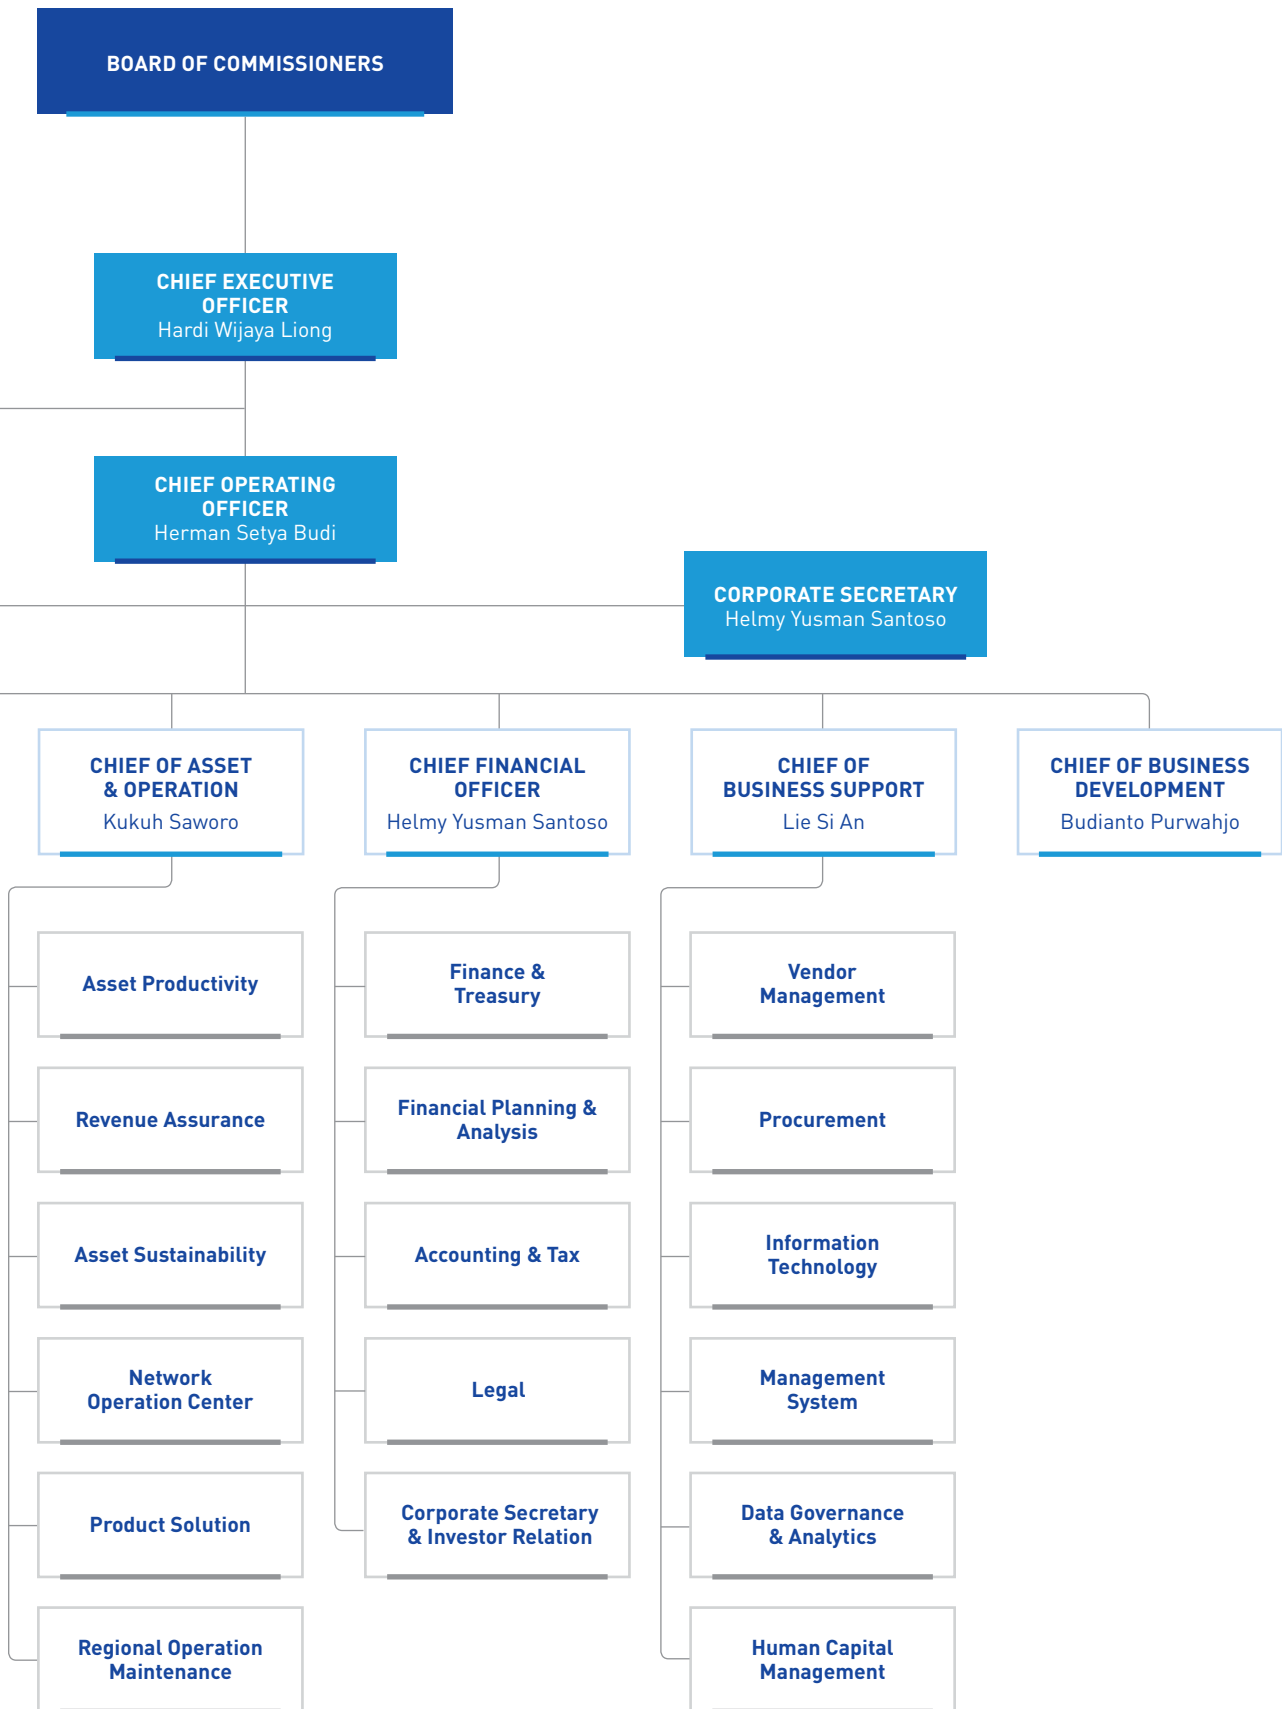 BOARD OF COMMISSIONERS
CHIEF EXECUTIVE
OFFICER
Hardi Wijaya Liong
CHIEF OPERATING
OFFICER
Herman Setya Budi
CORPORATE SECRETARY
Helmy Yusman Santoso
CHIEF OF ASSET
& OPERATION
Kukuh Saworo
CHIEF FINANCIAL
OFFICER
Helmy Yusman Santoso
CHIEF OF
BUSINESS SUPPORT
Lie Si An
CHIEF OF BUSINESS
DEVELOPMENT
Budianto Purwahjo
Asset Productivity
Revenue Assurance
Asset Sustainability
Network
Operation Center
Product Solution
Regional Operation
Maintenance
Finance &
Treasury
Financial Planning &
Analysis
Accounting & Tax
Legal
Corporate Secretary
& Investor Relation
Vendor
Management
Procurement
Information
Technology
Management
System
Data Governance
& Analytics
Human Capital
Management